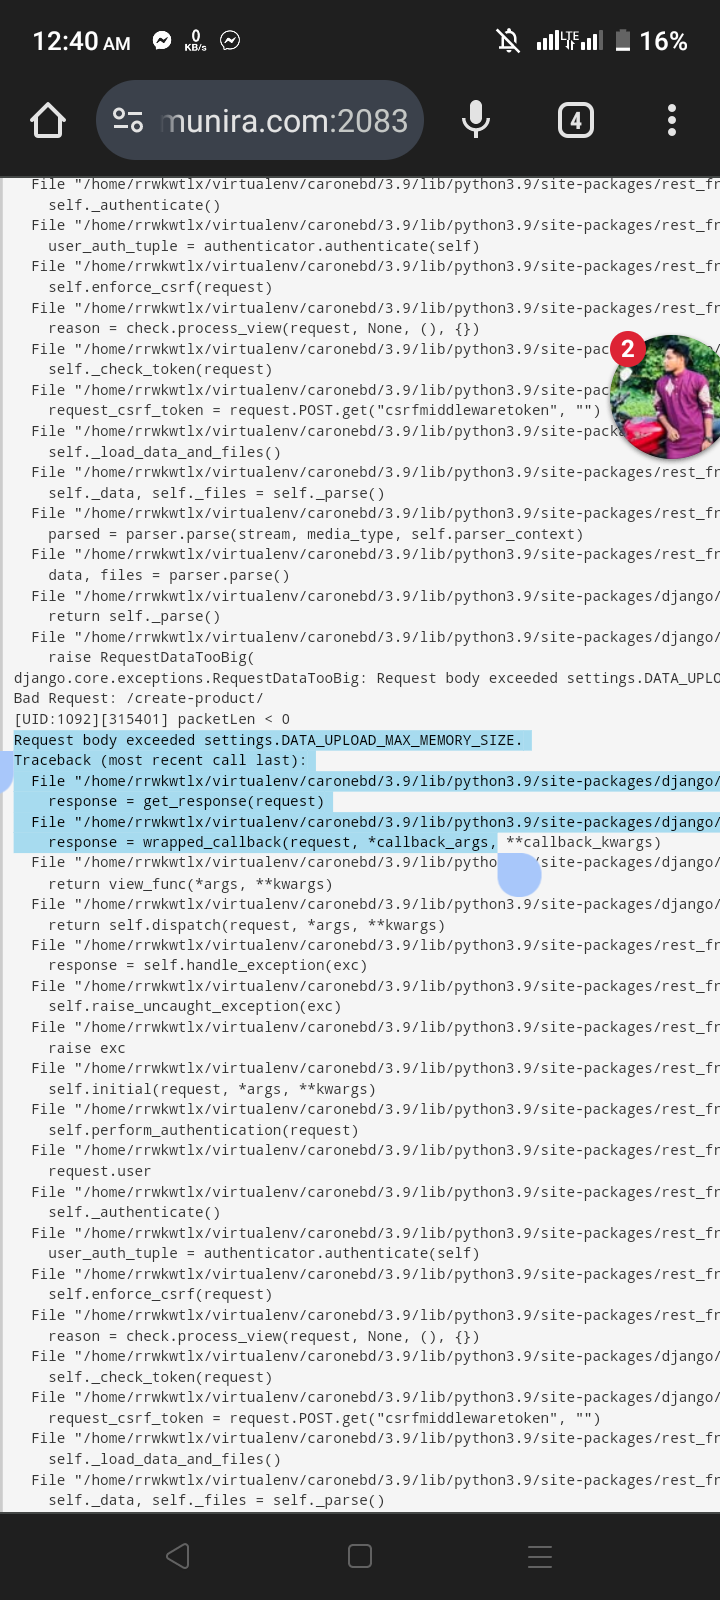 12:40 AM
0
KB/s
LTE
16%
munira.com:2083
4
File "/home/rrwkwtlx/virtualenv/caronebd/3.9/lib/python3.9/site-packages/rest_fr
self._authenticate()
File "/home/rrwkwtlx/virtualenv/caronebd/3.9/lib/python3.9/site-packages/rest_fr
user_auth_tuple = authenticator.authenticate(self)
File "/home/rrwkwtlx/virtualenv/caronebd/3.9/lib/python3.9/site-packages/rest_fr
self.enforce_csrf(request)
File "/home/rrwkwtlx/virtualenv/caronebd/3.9/lib/python3.9/site-packages/rest_fr
reason = check.process_view(request, None, (), {})
File "/home/rrwkwtlx/virtualenv/caronebd/3.9/lib/python3.9/site-pac
2
self._check_token(request)
File "/home/rrwkwtlx/virtualenv/caronebd/3.9/lib/python3.9/site-pac
request_csrf_token = request.POST.get("csrfmiddlewaretoken", "")
File "/home/rrwkwtlx/virtualenv/caronebd/3.9/lib/python3.9/site-packa
self._load_data_and_files()
File "/home/rrwkwtlx/virtualenv/caronebd/3.9/lib/python3.9/site-packages/rest_fr
self._data, self._files = self._parse()
File "/home/rrwkwtlx/virtualenv/caronebd/3.9/lib/python3.9/site-packages/rest_fr
parsed = parser.parse(stream, media_type, self.parser_context)
File "/home/rrwkwtlx/virtualenv/caronebd/3.9/lib/python3.9/site-packages/rest_fr
data, files = parser.parse()
File "/home/rrwkwtlx/virtualenv/caronebd/3.9/lib/python3.9/site-packages/django/
return self._parse()
File "/home/rrwkwtlx/virtualenv/caronebd/3.9/lib/python3.9/site-packages/django/
raise RequestDataTooBig(
django.core.exceptions.RequestDataTooBig: Request body exceeded settings.DATA_UPLO
Bad Request: /create-product/
[UID:1092][315401] packetLen < 0
Request body exceeded settings.DATA_UPLOAD_MAX_MEMORY_SIZE.
Traceback (most recent call last):
File "/home/rrwkwtlx/virtualenv/caronebd/3.9/lib/python3.9/site-packages/django/
response = get_response(request)
File "/home/rrwkwtlx/virtualenv/caronebd/3.9/lib/python3.9/site-packages/django/
response = wrapped_callback(request, *callback_args, **callback_kwargs)
File "/home/rrwkwtlx/virtualenv/caronebd/3.9/lib/python3.9/site-packages/django/
return view_func(*args, **kwargs)
File "/home/rrwkwtlx/virtualenv/caronebd/3.9/lib/python3.9/site-packages/django/
return self.dispatch(request, *args, **kwargs)
File "/home/rrwkwtlx/virtualenv/caronebd/3.9/lib/python3.9/site-packages/rest_fr
response = self.handle_exception(exc)
File "/home/rrwkwtlx/virtualenv/caronebd/3.9/lib/python3.9/site-packages/rest_fr
self.raise_uncaught_exception(exc)
File "/home/rrwkwtlx/virtualenv/caronebd/3.9/lib/python3.9/site-packages/rest_fr
raise exc
File "/home/rrwkwtlx/virtualenv/caronebd/3.9/lib/python3.9/site-packages/rest_fr
self.initial(request, *args, **kwargs)
File "/home/rrwkwtlx/virtualenv/caronebd/3.9/lib/python3.9/site-packages/rest_fr
self.perform_authentication(request)
File "/home/rrwkwtlx/virtualenv/caronebd/3.9/lib/python3.9/site-packages/rest_fr
request.user
File "/home/rrwkwtlx/virtualenv/caronebd/3.9/lib/python3.9/site-packages/rest_fr
self._authenticate()
File "/home/rrwkwtlx/virtualenv/caronebd/3.9/lib/python3.9/site-packages/rest_fr
user_auth_tuple = authenticator.authenticate(self)
File "/home/rrwkwtlx/virtualenv/caronebd/3.9/lib/python3.9/site-packages/rest_fr
self.enforce_csrf(request)
File "/home/rrwkwtlx/virtualenv/caronebd/3.9/lib/python3.9/site-packages/rest_fr
reason = check.process_view(request, None, (), {})
File "/home/rrwkwtlx/virtualenv/caronebd/3.9/lib/python3.9/site-packages/django/
self._check_token(request)
File "/home/rrwkwtlx/virtualenv/caronebd/3.9/lib/python3.9/site-packages/django/
request_csrf_token = request.POST.get("csrfmiddlewaretoken", "")
File "/home/rrwkwtlx/virtualenv/caronebd/3.9/lib/python3.9/site-packages/rest_fr
self._load_data_and_files()
File "/home/rrwkwtlx/virtualenv/caronebd/3.9/lib/python3.9/site-packages/rest_fr
self._data, self._files = self._parse()